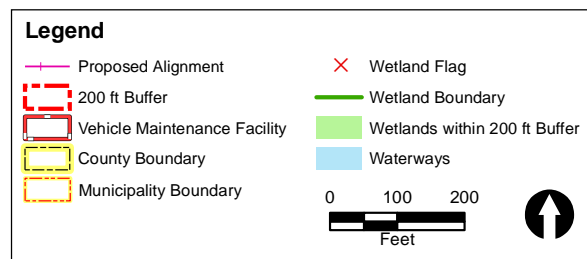 Legend
Proposed Alignment
200 ft Buffer
Vehicle Maintenance Facility
County Boundary
Municipality Boundary
Wetland Flag
Wetland Boundary
Wetlands within 200 ft Buffer
Waterways
0 100 200
Feet